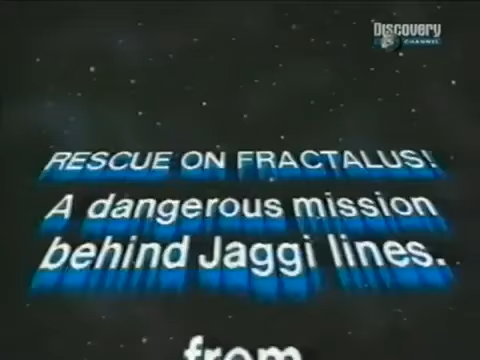 Discovery
CHANNEL
RESCUE ON FRACTALUS!
A dangerous mission
behind Jaggi lines.
from